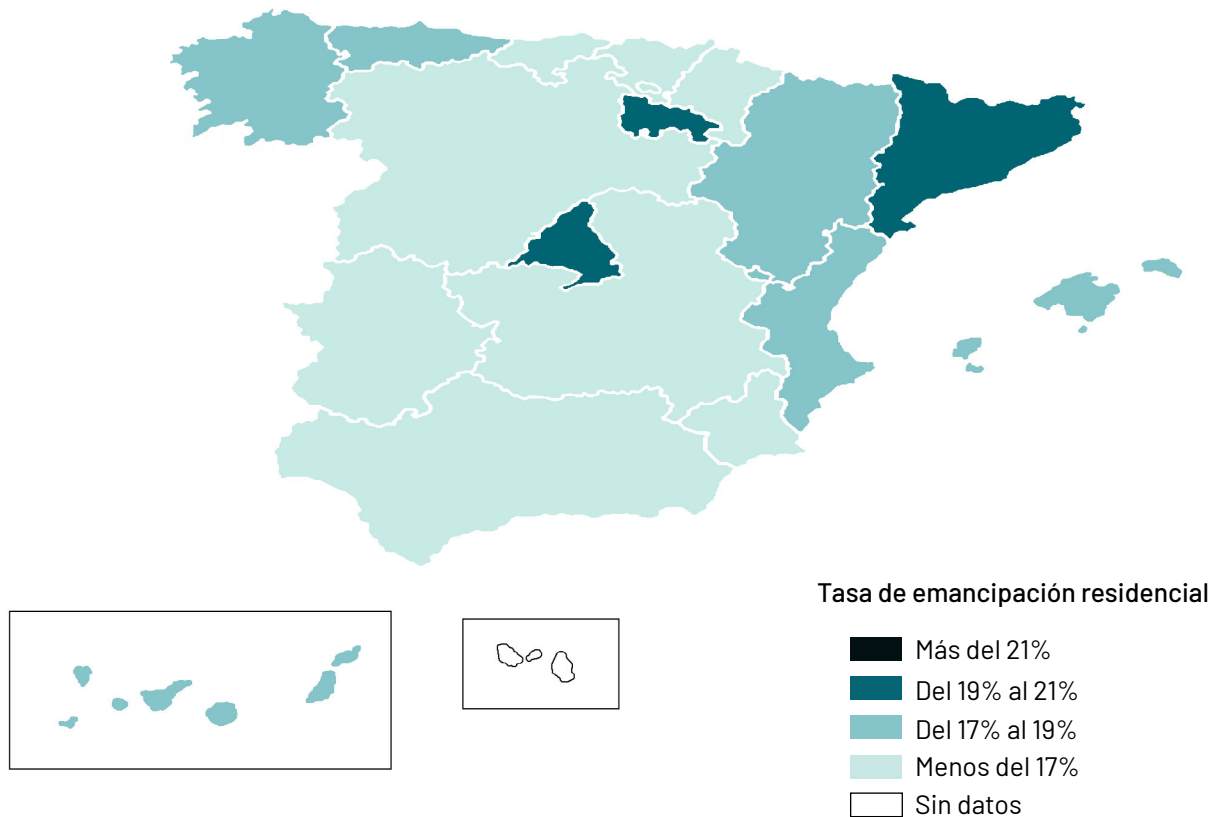 Tasa de emancipación residencial
Más del 21%
Del 19% al 21%
Del 17% al 19%
Menos del 17%
Sin datos